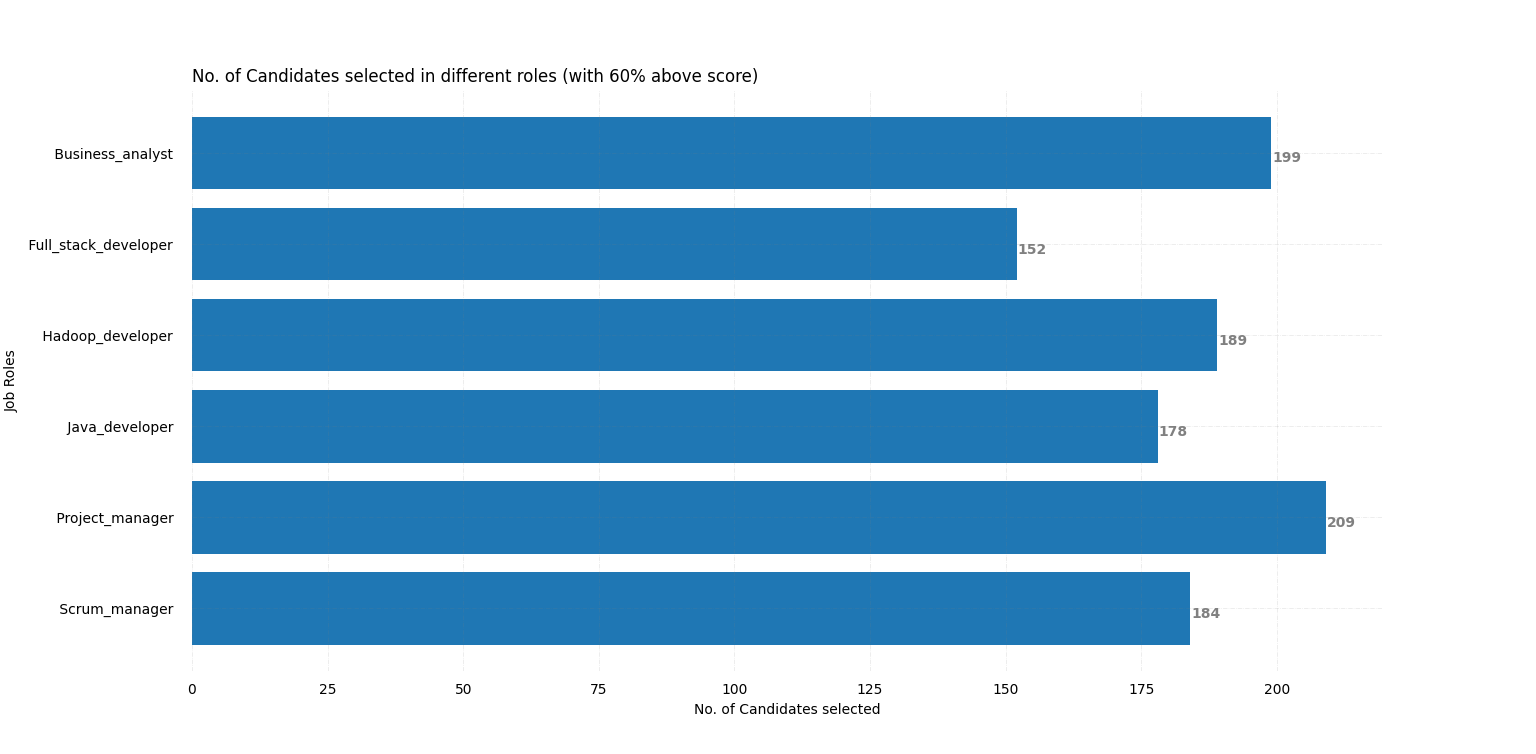 No. of Candidates selected in different roles (with 60% above score)
Business_analyst
199
Full_stack_developer
152
Hadoop_developer
189
Job Roles
Java_developer
178
Project_manager
209
Scrum_manager
184
0 25 50 75 100 125 150 175 200
No. of Candidates selected